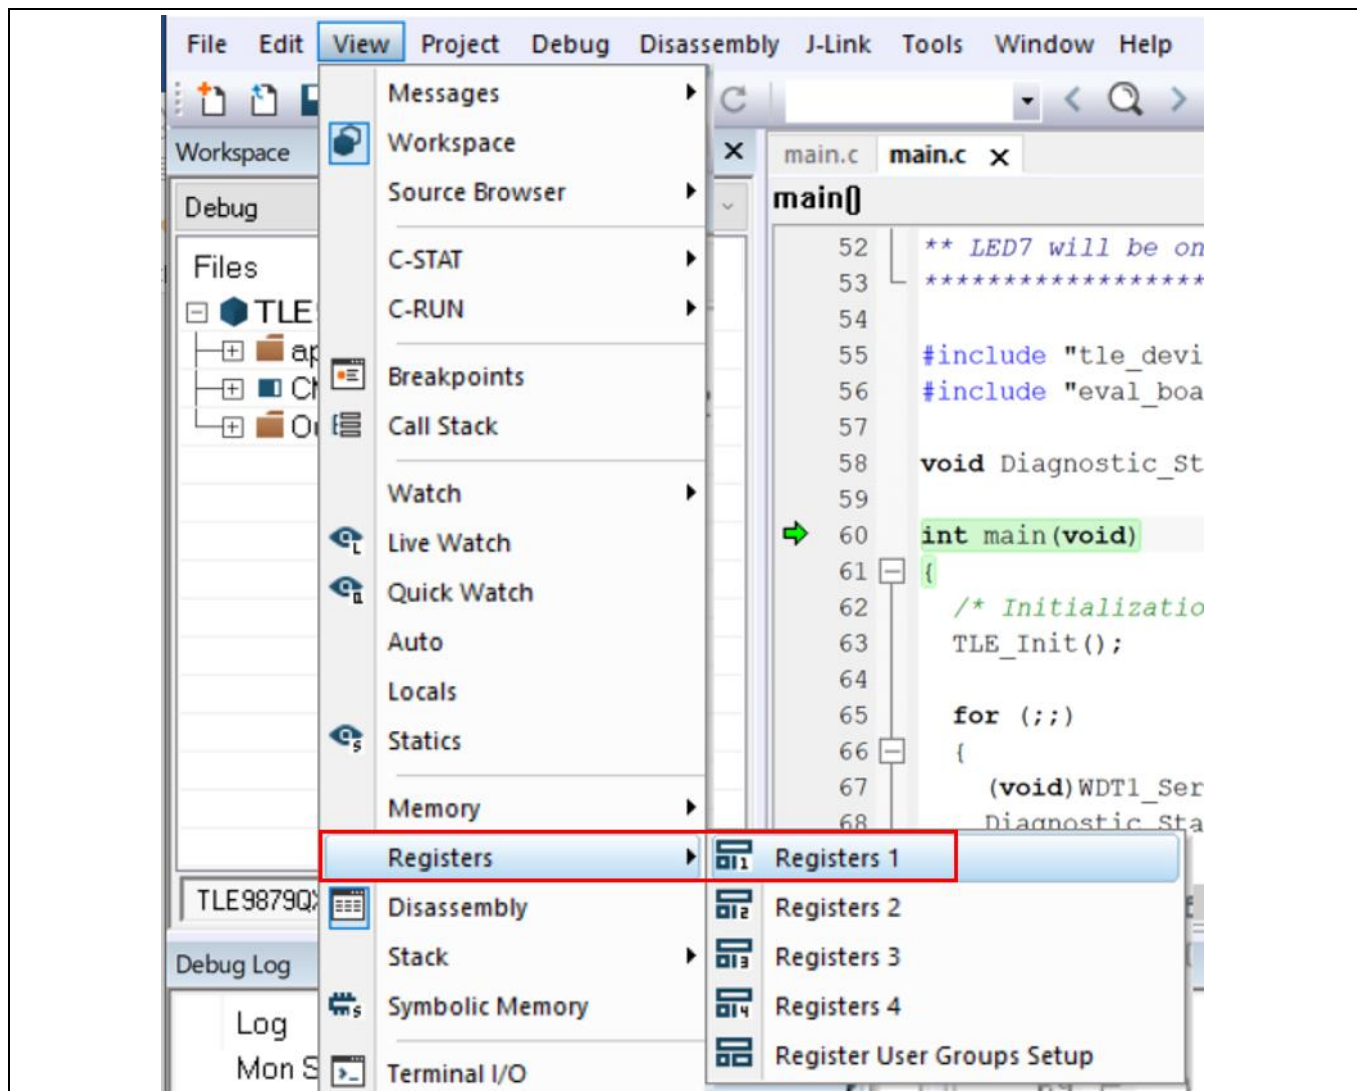 File Edit View Project Debug Disassembly J-Link Tools Window Help
Messages
Workspace
Workspace
Source Browser
Debug
Files
TLE
C-STAT
C-RUN
Breakpoints
Call Stack
Watch
Live Watch
Quick Watch
Auto
Locals
Statics
Memory
Registers
TLE9879QX
Disassembly
Stack
Debug Log
Symbolic Memory
Log
Mon S
Terminal I/O
Registers 1
Registers 2
Registers 3
Registers 4
Register User Groups Setup
main.c main.c
main()
52 ** LED7 will be on
53 ******************
54
55 #include "tle_devi
56 #include "eval_boa
57
58 void Diagnostic_St
59
60 int main(void)
61 {
62 /* Initializatio
63 TLE_Init();
64
65 for (;;)
66 {
67 (void)WDT1_Ser
68 Diagnostic_Sta